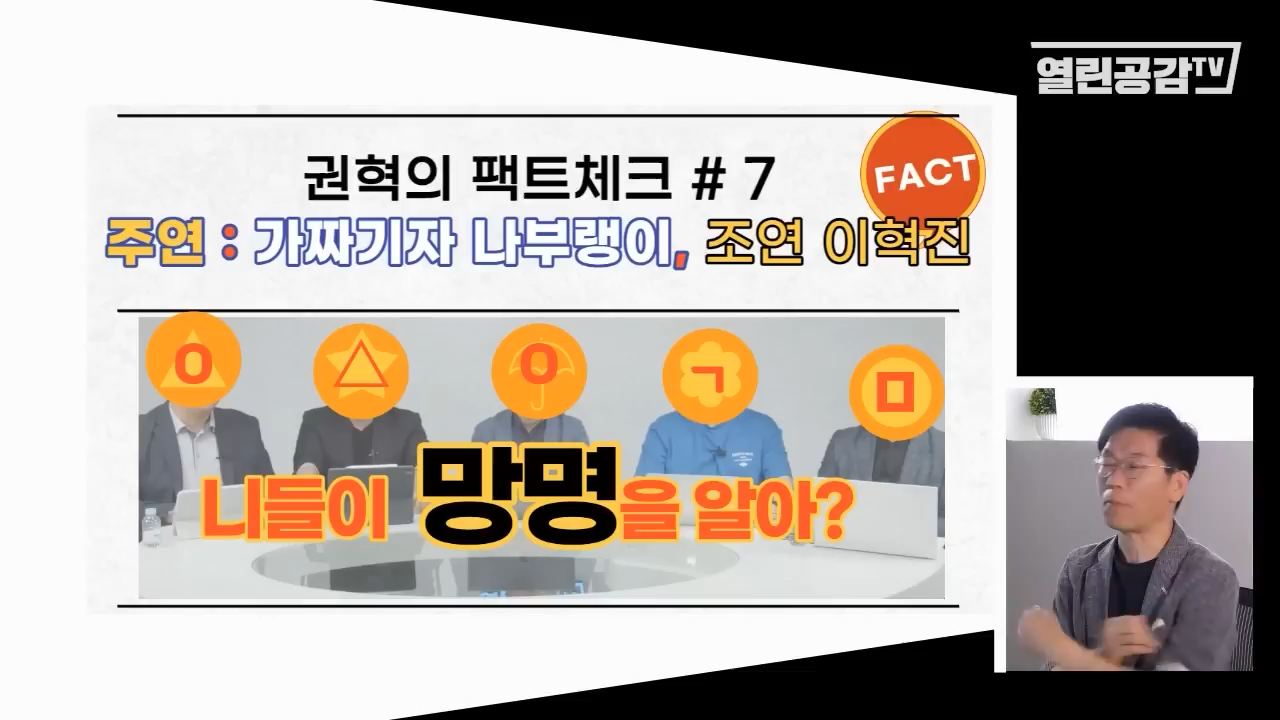 열린공감TV
권혁의 팩트체크 # 7
FACT
주연 : 가짜기자 나부랭이, 조연 이혁진
ㅇ
ㅇ
ㄱ
ㅁ
니들이 망명을 알아?